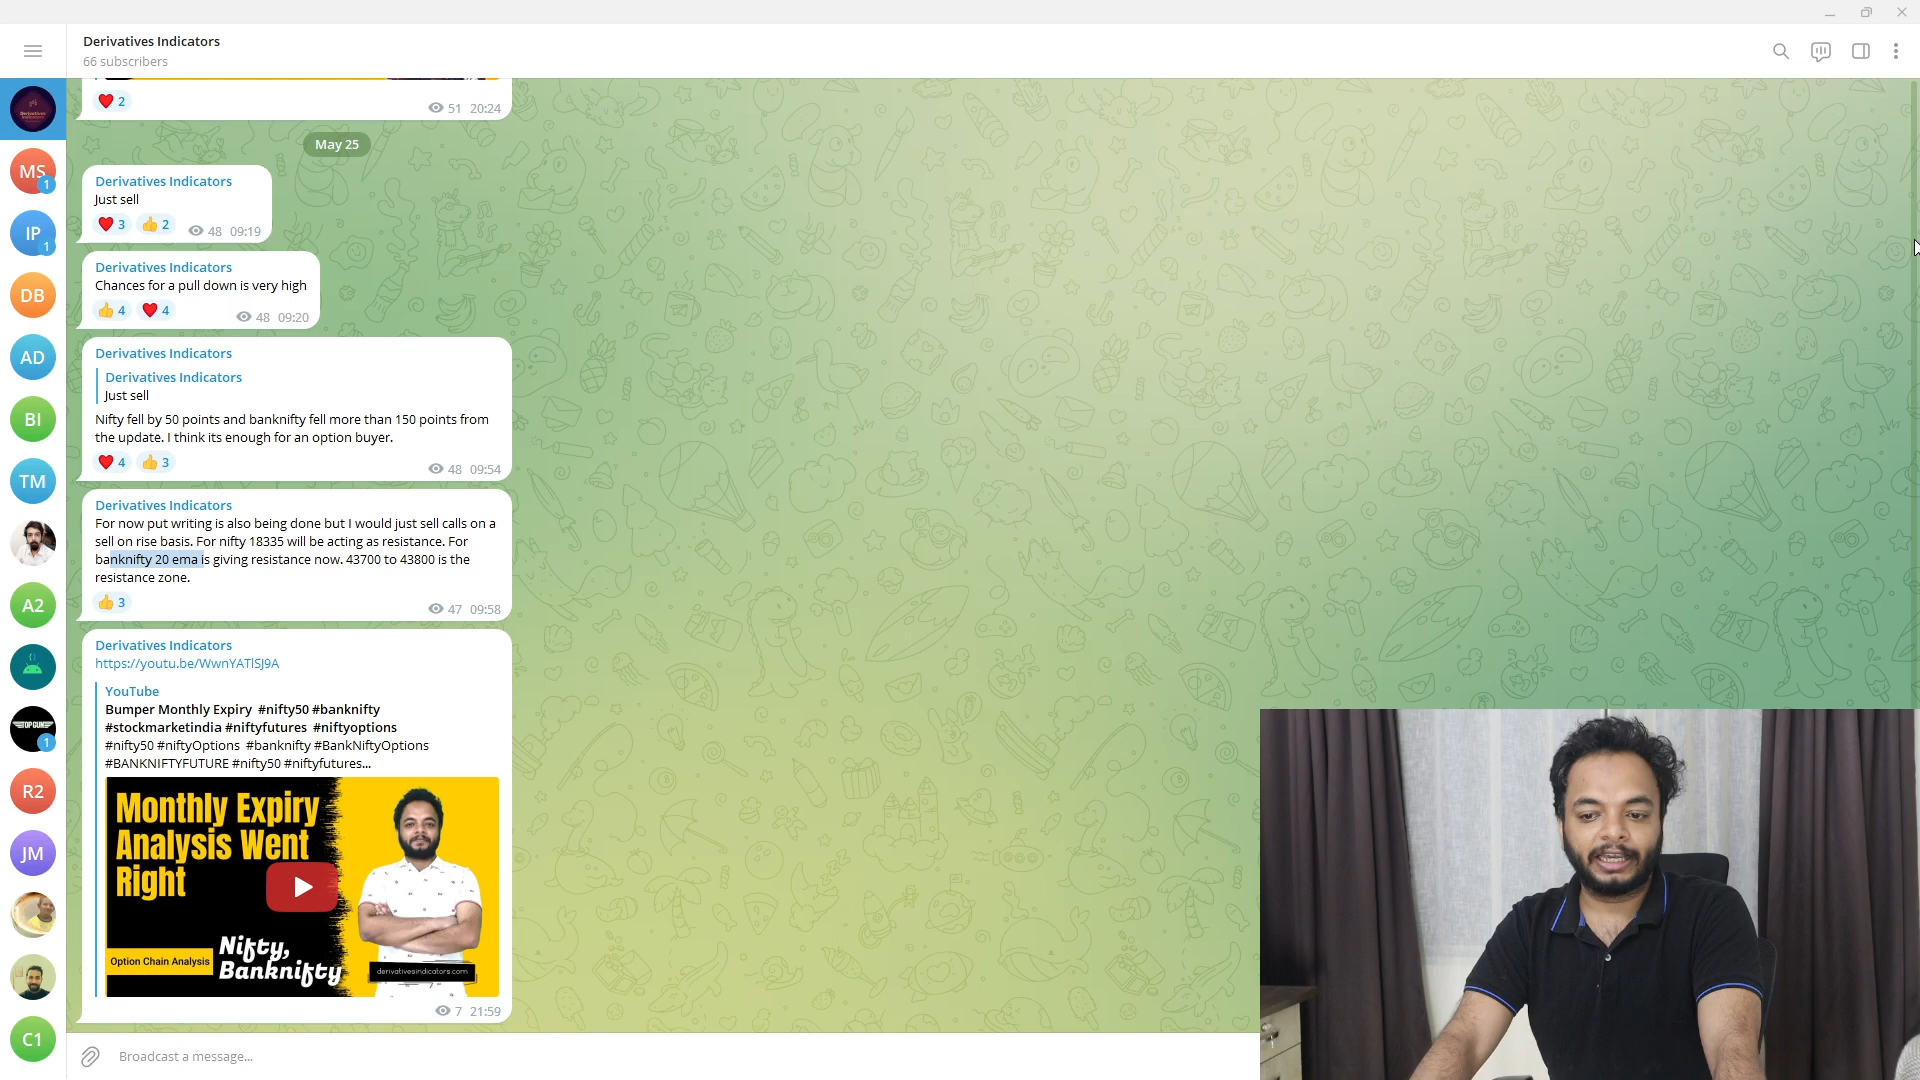 Derivatives Indicators
66 subscribers
2
51 20:24
May 25
Derivatives Indicators
Just sell
3 2 48 09:19
Derivatives Indicators
Chances for a pull down is very high
4 4 48 09:20
Derivatives Indicators
Derivatives Indicators
Just sell
Nifty fell by 50 points and banknifty fell more than 150 points from
the update. I think its enough for an option buyer.
4 3 48 09:54
Derivatives Indicators
For now put writing is also being done but I would just sell calls on a
sell on rise basis. For nifty 18335 will be acting as resistance. For
banknifty 20 ema is giving resistance now. 43700 to 43800 is the
resistance zone.
3 47 09:58
Derivatives Indicators
https://youtu.be/WwnYATlSJ9A
YouTube
Bumper Monthly Expiry #nifty50 #banknifty
#stockmarketindia #niftyfutures #niftyoptions
#nifty50 #niftyOptions #banknifty #BankNiftyOptions
#BANKNIFTYFUTURE #nifty50 #niftyfutures...
Monthly Expiry
Analysis Went
Right
Nifty,
Option Chain Analysis
Banknifty
derivativesindicators.com
7 21:59
Broadcast a message...
MS
1
IP
1
DB
AD
BI
TM
A2
TOP GUN
1
R2
JM
C1